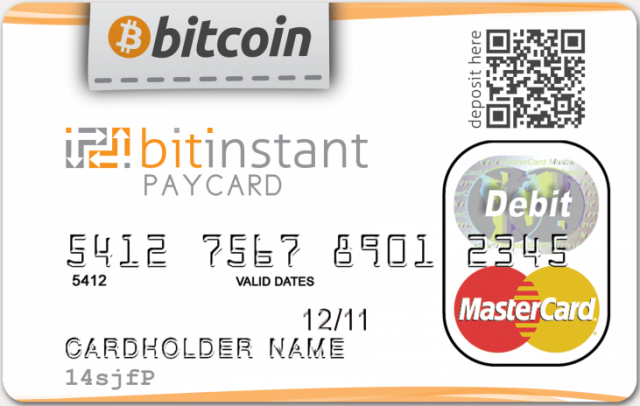 bitcoin
deposit here
bitinstant
PAYCARD
Debit
5412 7567 8901 2345
5412 VALID DATES
MasterCard
12/11
CARDHOLDER NAME
14sjfP